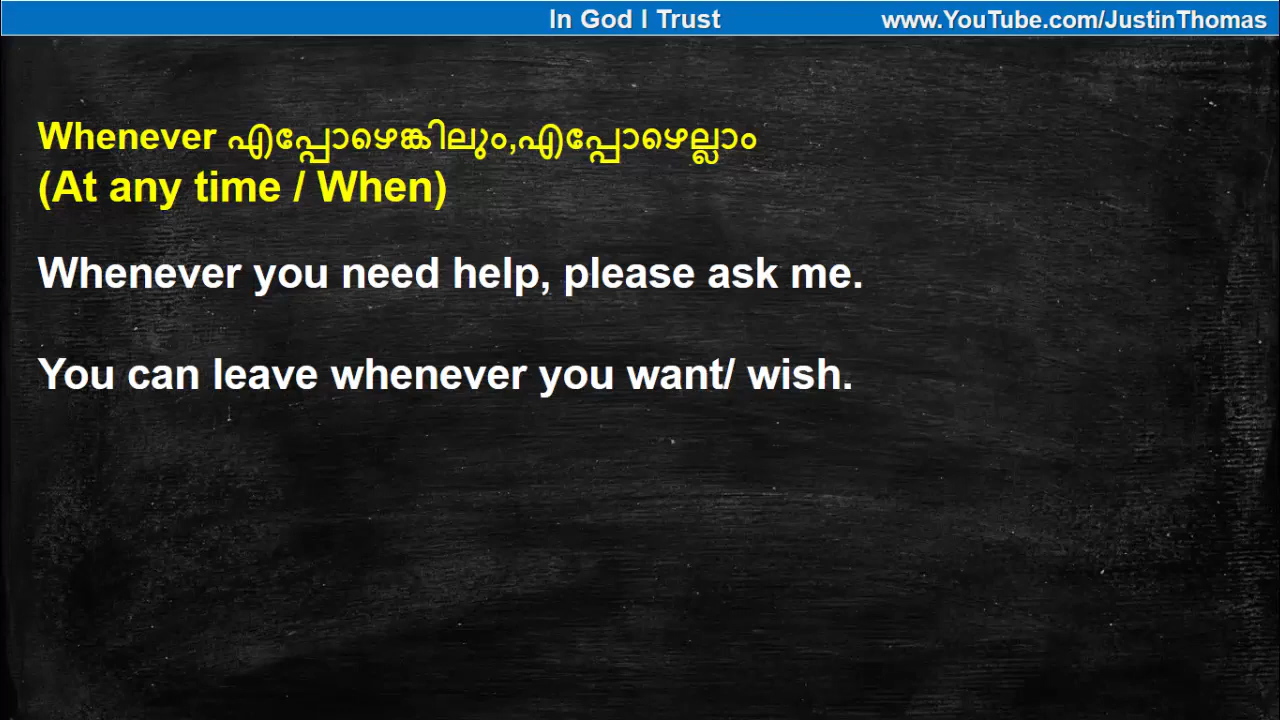 In God I Trust www.YouTube.com/JustinThomas
Whenever എപ്പോഴെങ്കിലും,എപ്പോഴെല്ലാം
(At any time / When)
Whenever you need help, please ask me.
You can leave whenever you want/ wish.